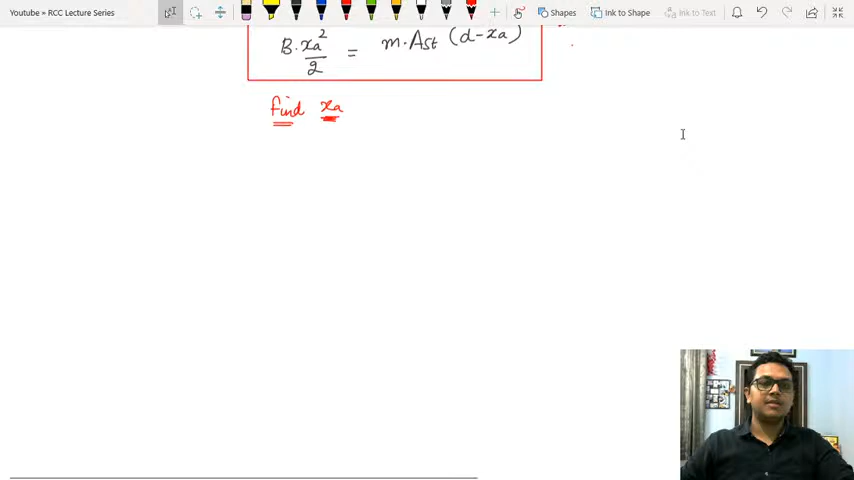 Youtube » RCC Lecture Series
Shapes
Ink to Shape
Ink to Text
B.xa²/2 = m.Ast (d-xa)
find xa